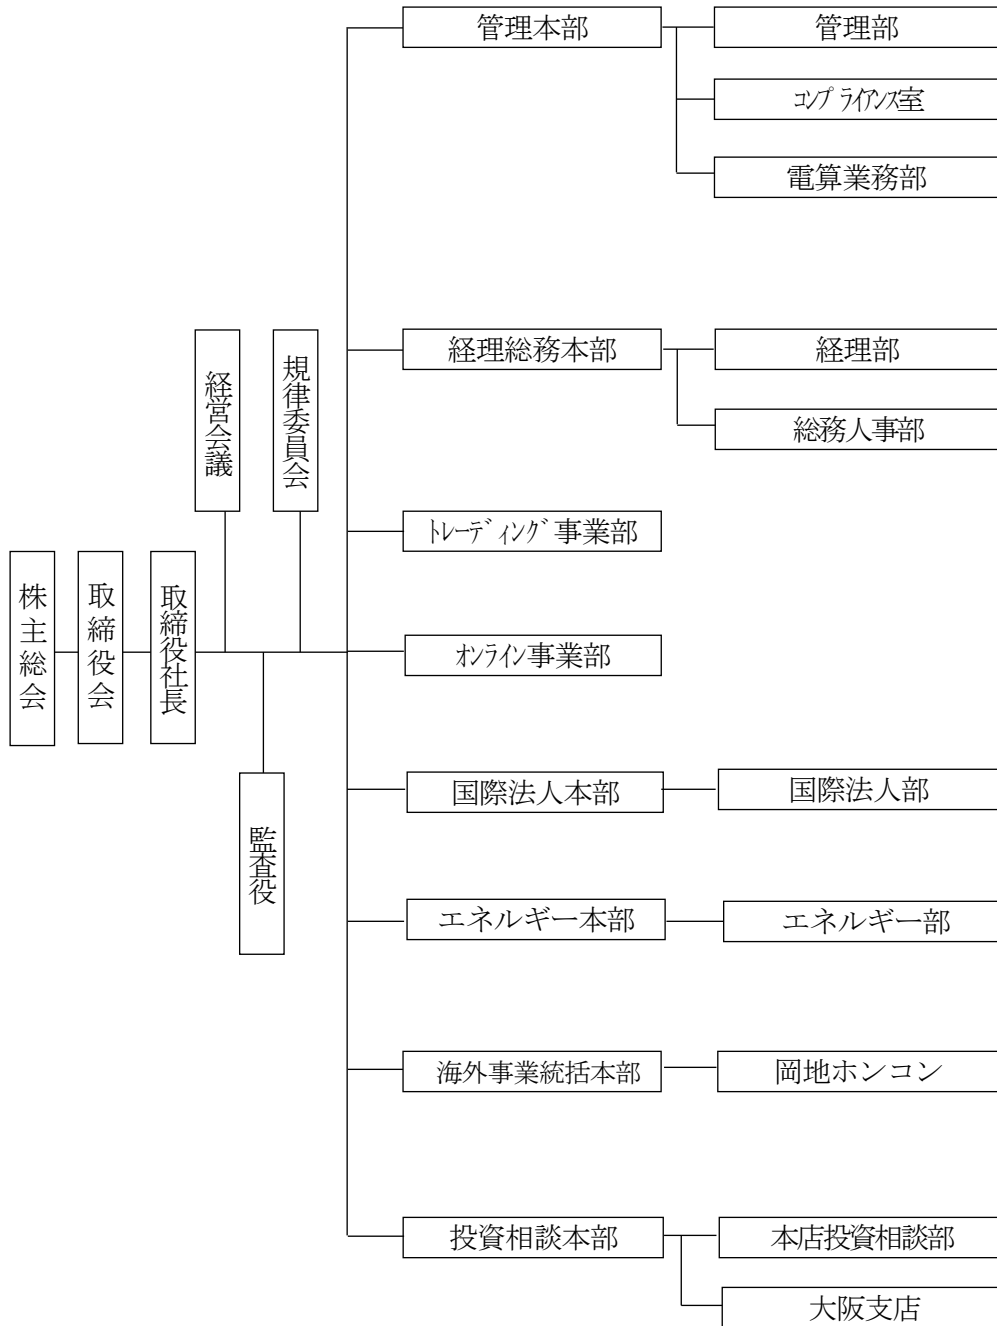 管理本部
管理部
コンプライアンス室
電算業務部
経理総務本部
経理部
総務人事部
経営会議
規律委員会
トレーディング事業部
株主総会
取締役会
取締役社長
オンライン事業部
監査役
国際法人本部
国際法人部
エネルギー本部
エネルギー部
海外事業統括本部
岡地ホンコン
投資相談本部
本店投資相談部
大阪支店